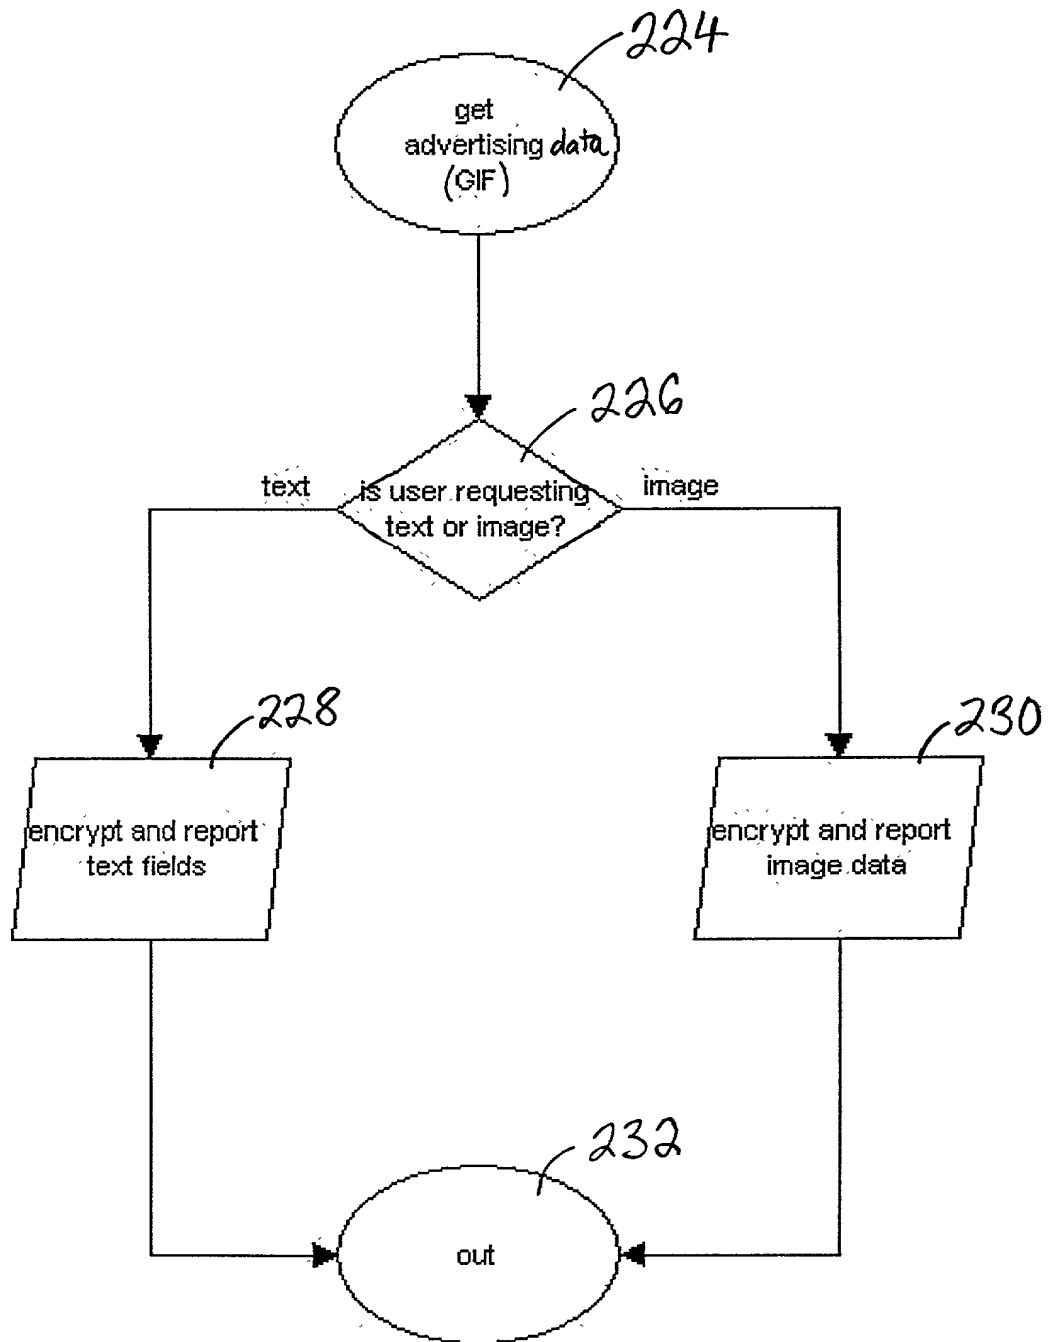 224
get
advertising data
(GIF)
226
text
is user requesting
text or image?
image
228
230
encrypt and report
text fields
encrypt and report
image data
232
out